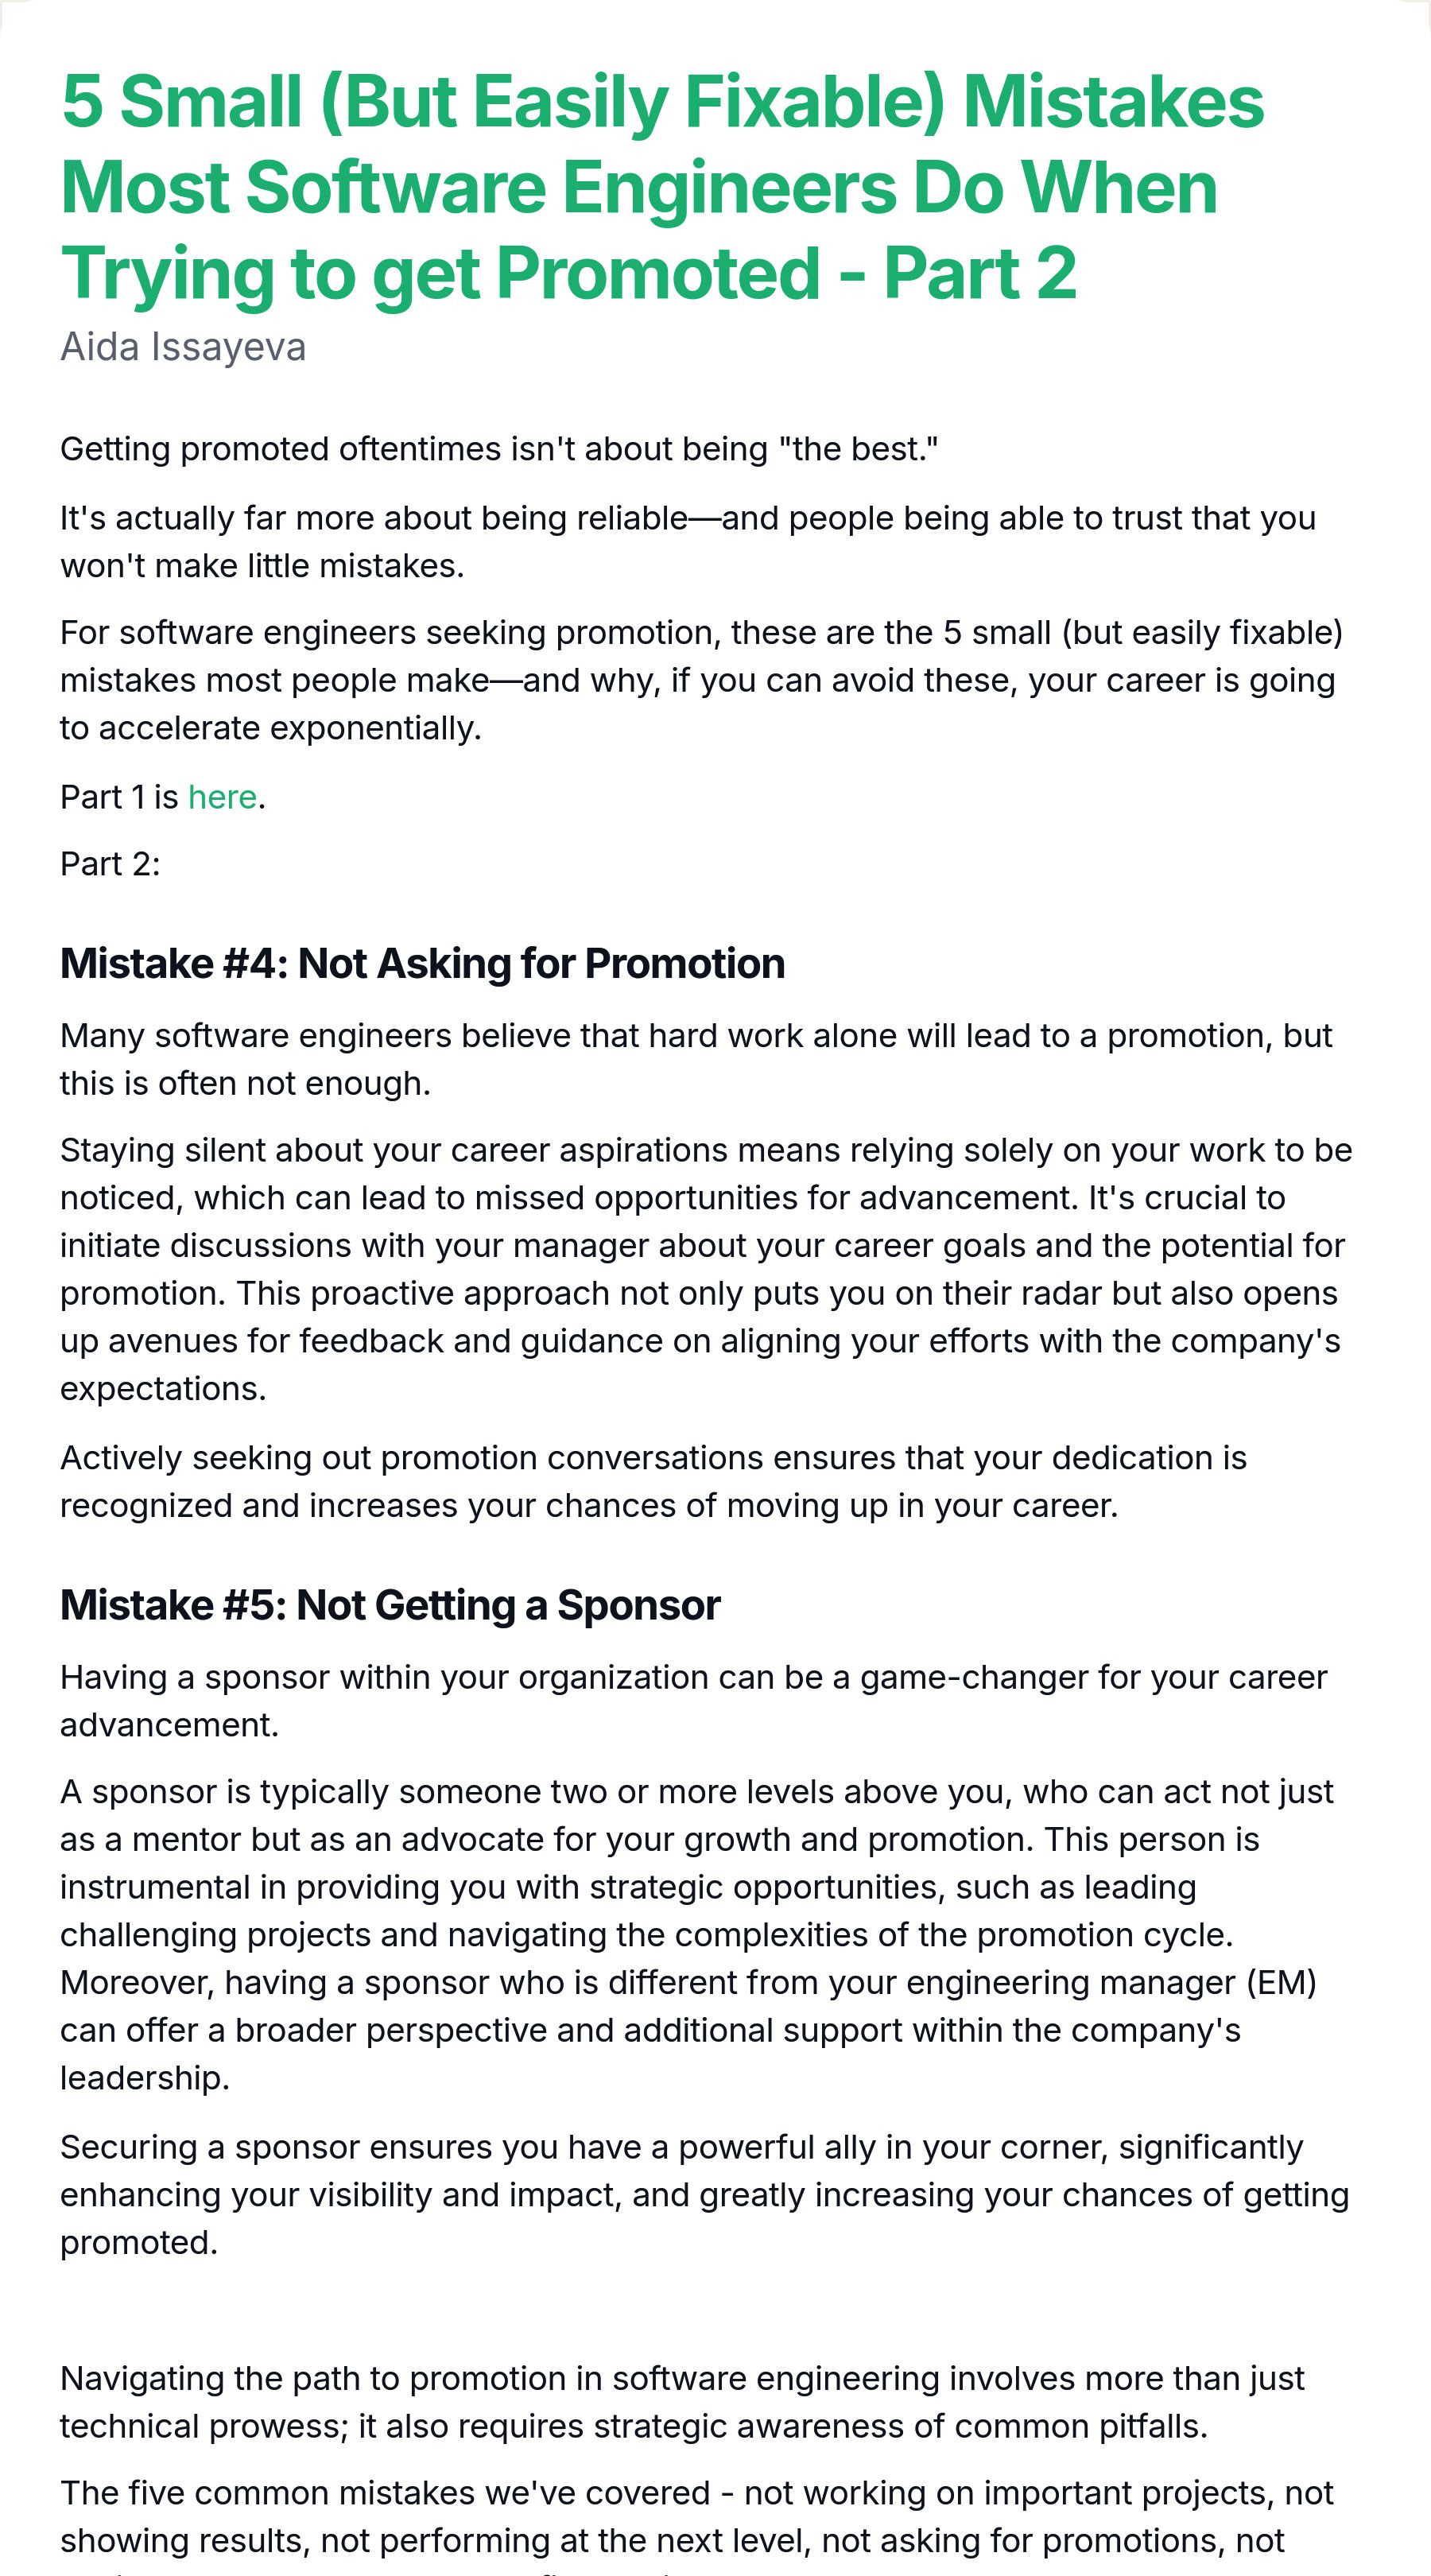 5 Small (But Easily Fixable) Mistakes
Most Software Engineers Do When
Trying to get Promoted - Part 2
Aida Issayeva
Getting promoted oftentimes isn't about being "the best."
It's actually far more about being reliable—and people being able to trust that you
won't make little mistakes.
For software engineers seeking promotion, these are the 5 small (but easily fixable)
mistakes most people make—and why, if you can avoid these, your career is going
to accelerate exponentially.
Part 1 is here.
Part 2:
Mistake #4: Not Asking for Promotion
Many software engineers believe that hard work alone will lead to a promotion, but
this is often not enough.
Staying silent about your career aspirations means relying solely on your work to be
noticed, which can lead to missed opportunities for advancement. It's crucial to
initiate discussions with your manager about your career goals and the potential for
promotion. This proactive approach not only puts you on their radar but also opens
up avenues for feedback and guidance on aligning your efforts with the company's
expectations.
Actively seeking out promotion conversations ensures that your dedication is
recognized and increases your chances of moving up in your career.
Mistake #5: Not Getting a Sponsor
Having a sponsor within your organization can be a game-changer for your career
advancement.
A sponsor is typically someone two or more levels above you, who can act not just
as a mentor but as an advocate for your growth and promotion. This person is
instrumental in providing you with strategic opportunities, such as leading
challenging projects and navigating the complexities of the promotion cycle.
Moreover, having a sponsor who is different from your engineering manager (EM)
can offer a broader perspective and additional support within the company's
leadership.
Securing a sponsor ensures you have a powerful ally in your corner, significantly
enhancing your visibility and impact, and greatly increasing your chances of getting
promoted.
Navigating the path to promotion in software engineering involves more than just
technical prowess; it also requires strategic awareness of common pitfalls.
The five common mistakes we've covered - not working on important projects, not
showing results, not performing at the next level, not asking for promotions, not